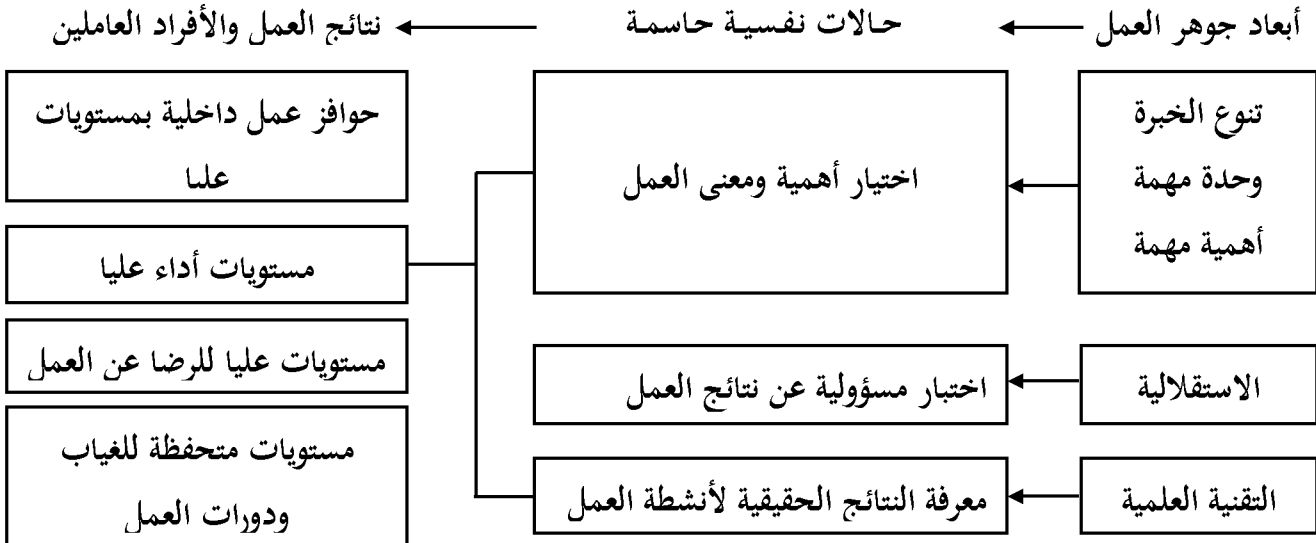 أبعاد جوهر العمل
حالات نفسية حاسمة
نتائج العمل والأفراد العاملين
تنوع الخبرة
وحدة مهمة
أهمية مهمة
اختيار أهمية ومعنى العمل
حوافز عمل داخلية بمستويات
عليا
مستويات أداء عليا
مستويات عليا للرضا عن العمل
الاستقلالية
اختبار مسؤولية عن نتائج العمل
مستويات متحفظة للغياب
ودورات العمل
التقنية العلمية
معرفة النتائج الحقيقية لأنشطة العمل